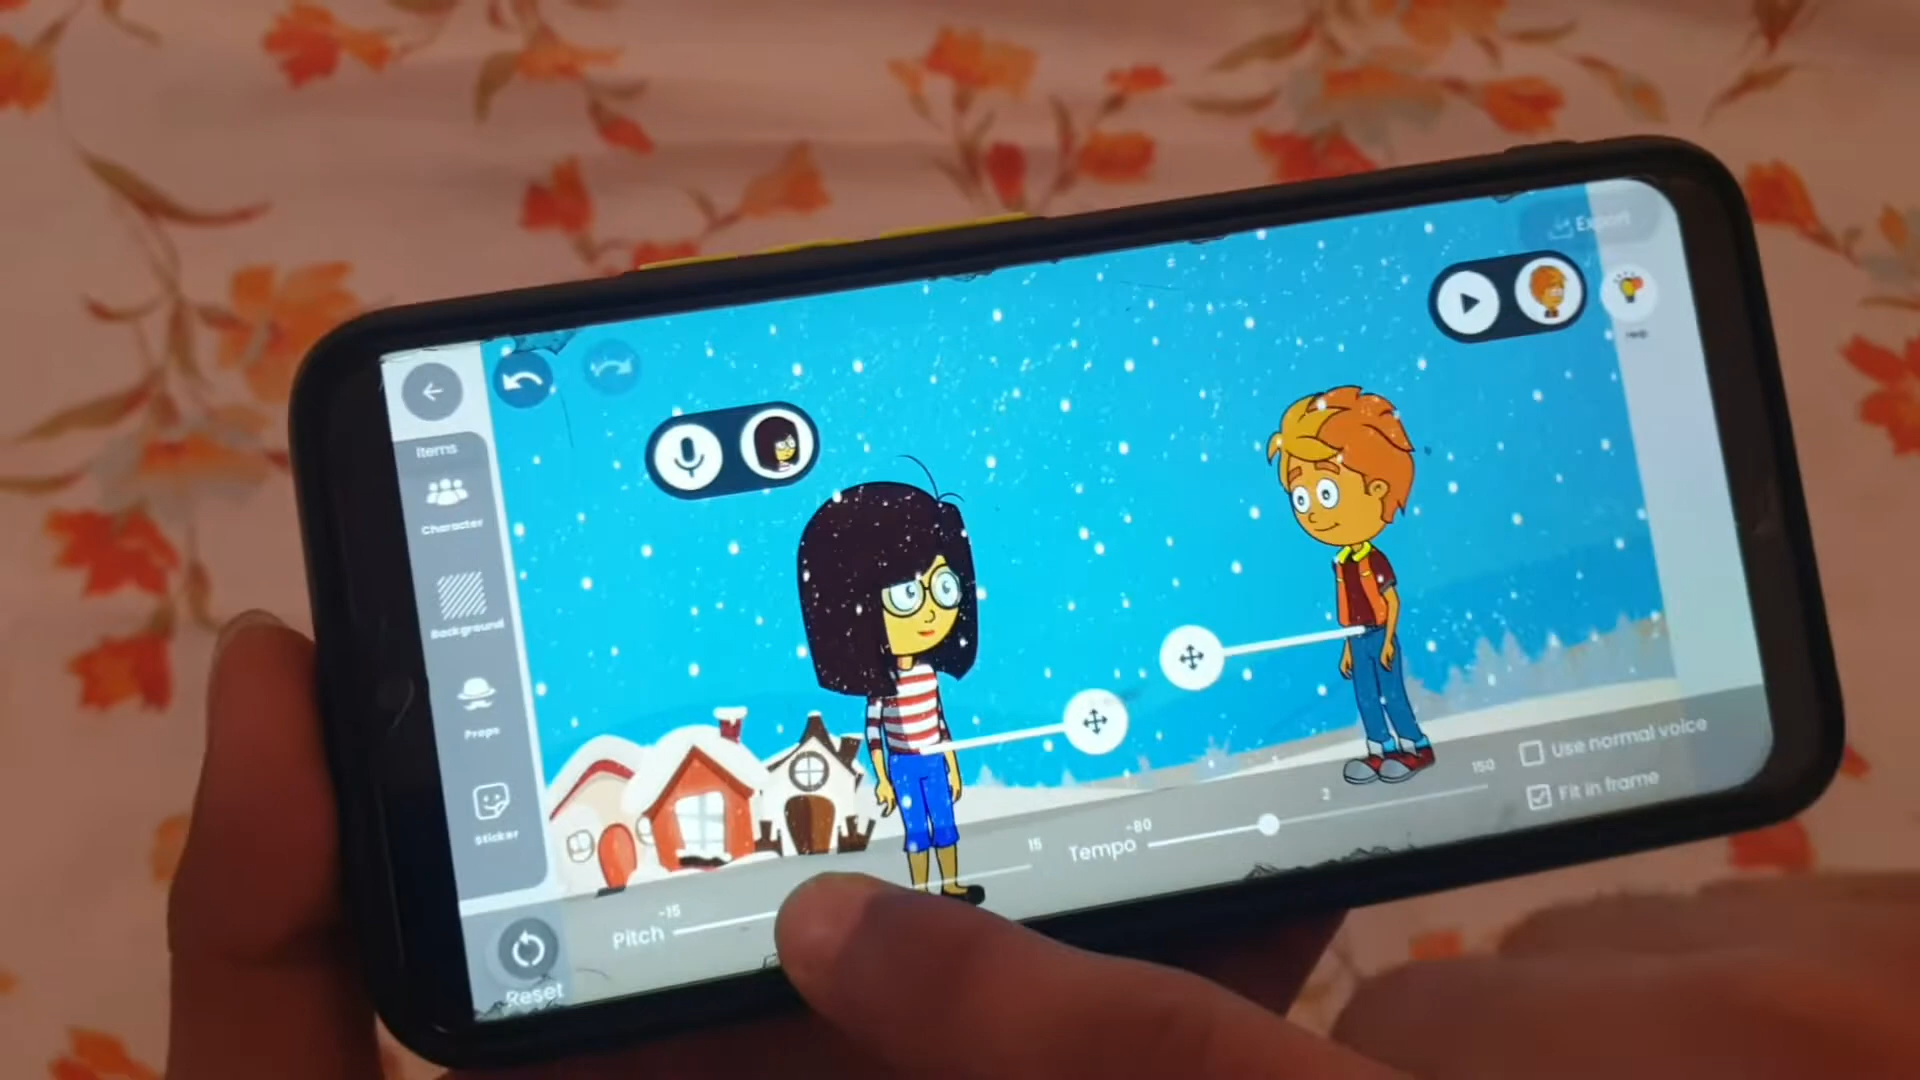 Export
Help
Items
Character
Background
Props
Sticker
Reset
Pitch
-15
15
Tempo
-80
2
150
Use normal voice
Fit in frame